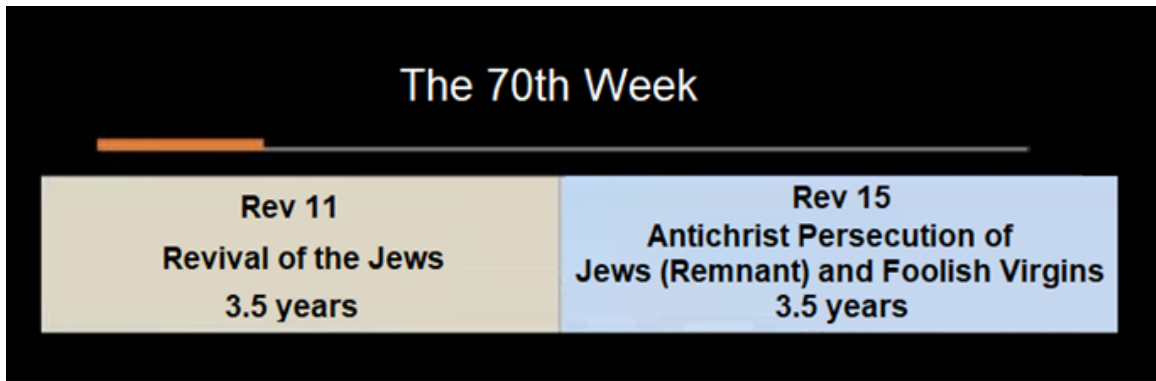 The 70th Week
Rev 11
Revival of the Jews
3.5 years
Rev 15
Antichrist Persecution of
Jews (Remnant) and Foolish Virgins
3.5 years